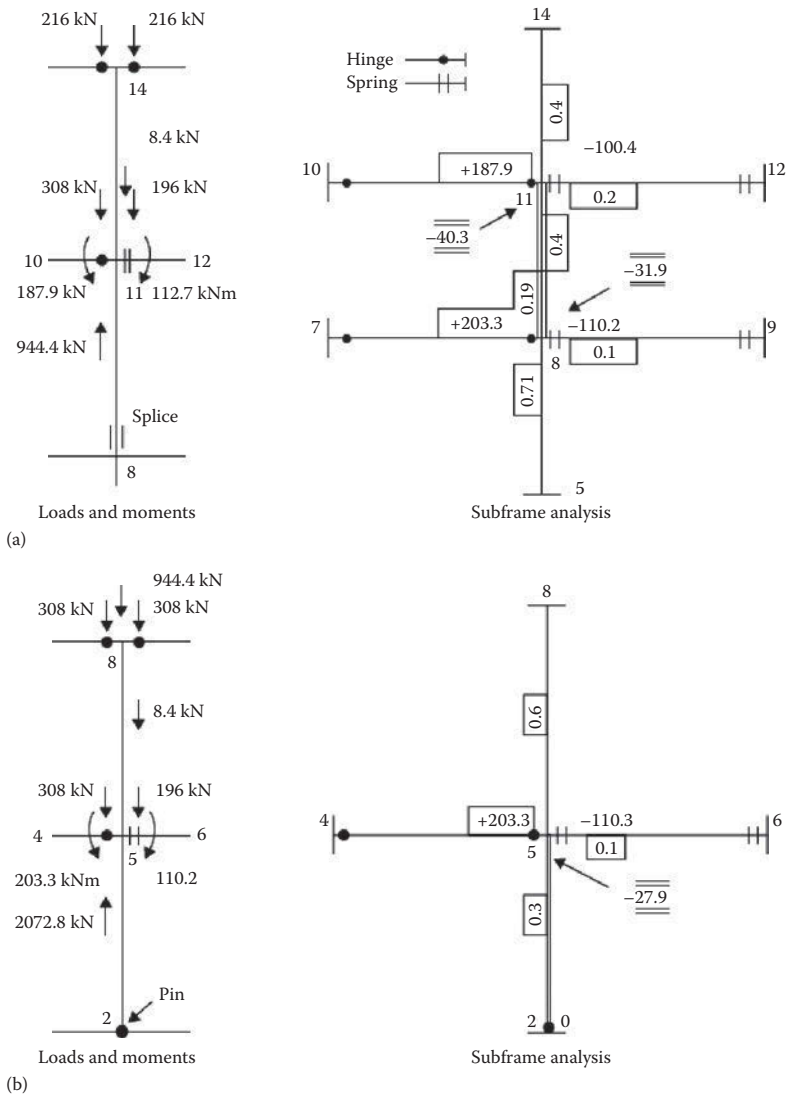 216 kN 216 kN
14
8.4 kN
308 kN 196 kN
10 12
187.9 kN 11 112.7 kNm
944.4 kN
Splice
8
Loads and moments
Hinge
Spring
14
0.4
−100.4
10 +187.9 12
11 0.2
−40.3
0.4
−31.9
0.19
7 +203.3 −110.2 9
8 0.1
0.71
5
Subframe analysis
(a)
944.4 kN
308 kN 308 kN
8
8.4 kN
308 kN 196 kN
4 6
5
203.3 kNm 110.2
2072.8 kN
Pin
2
Loads and moments
8
0.6
4 +203.3 −110.3 6
5 0.1
−27.9
0.3
2 0
Subframe analysis
(b)